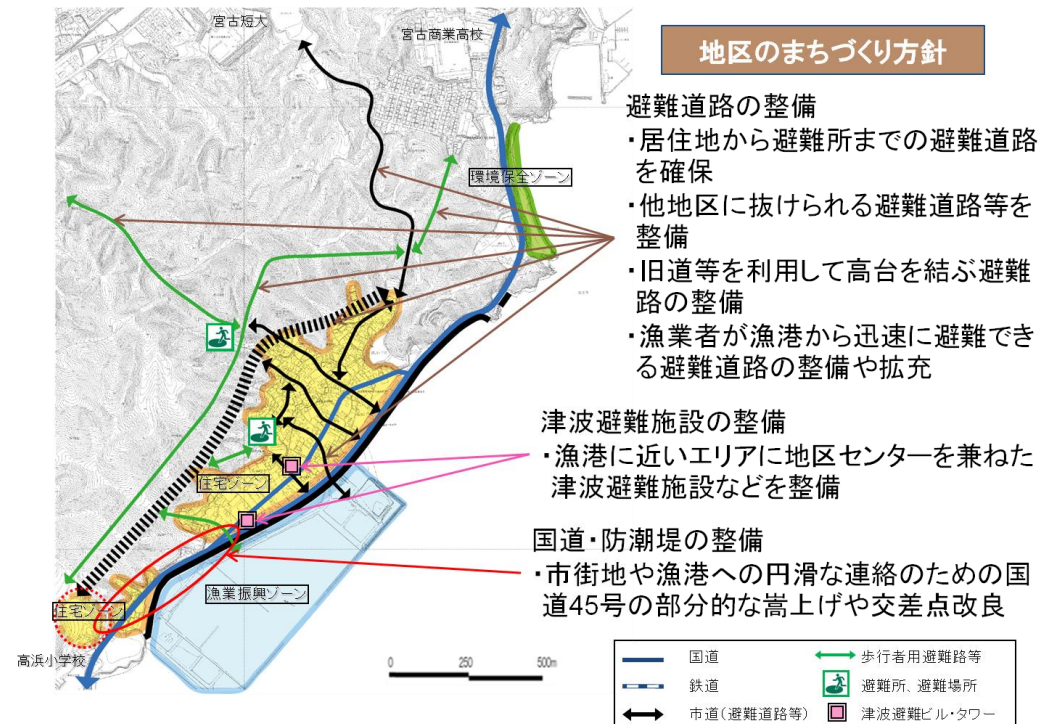 宮古短大
宮古商業高校
環境保全ゾーン
住宅ゾーン
漁業振興ゾーン
住宅ゾーン
高浜小学校
0 250 500m
地区のまちづくり方針
避難道路の整備
・居住地から避難所までの避難道路
を確保
・他地区に抜けられる避難道路等を
整備
・旧道等を利用して高台を結ぶ避難
路の整備
・漁業者が漁港から迅速に避難でき
る避難道路の整備や拡充
津波避難施設の整備
・漁港に近いエリアに地区センターを兼ねた
津波避難施設などを整備
国道・防潮堤の整備
・市街地や漁港への円滑な連絡のための国
道45号の部分的な嵩上げや交差点改良
国道
歩行者用避難路等
鉄道
避難所、避難場所
市道(避難道路等)
津波避難ビル・タワー